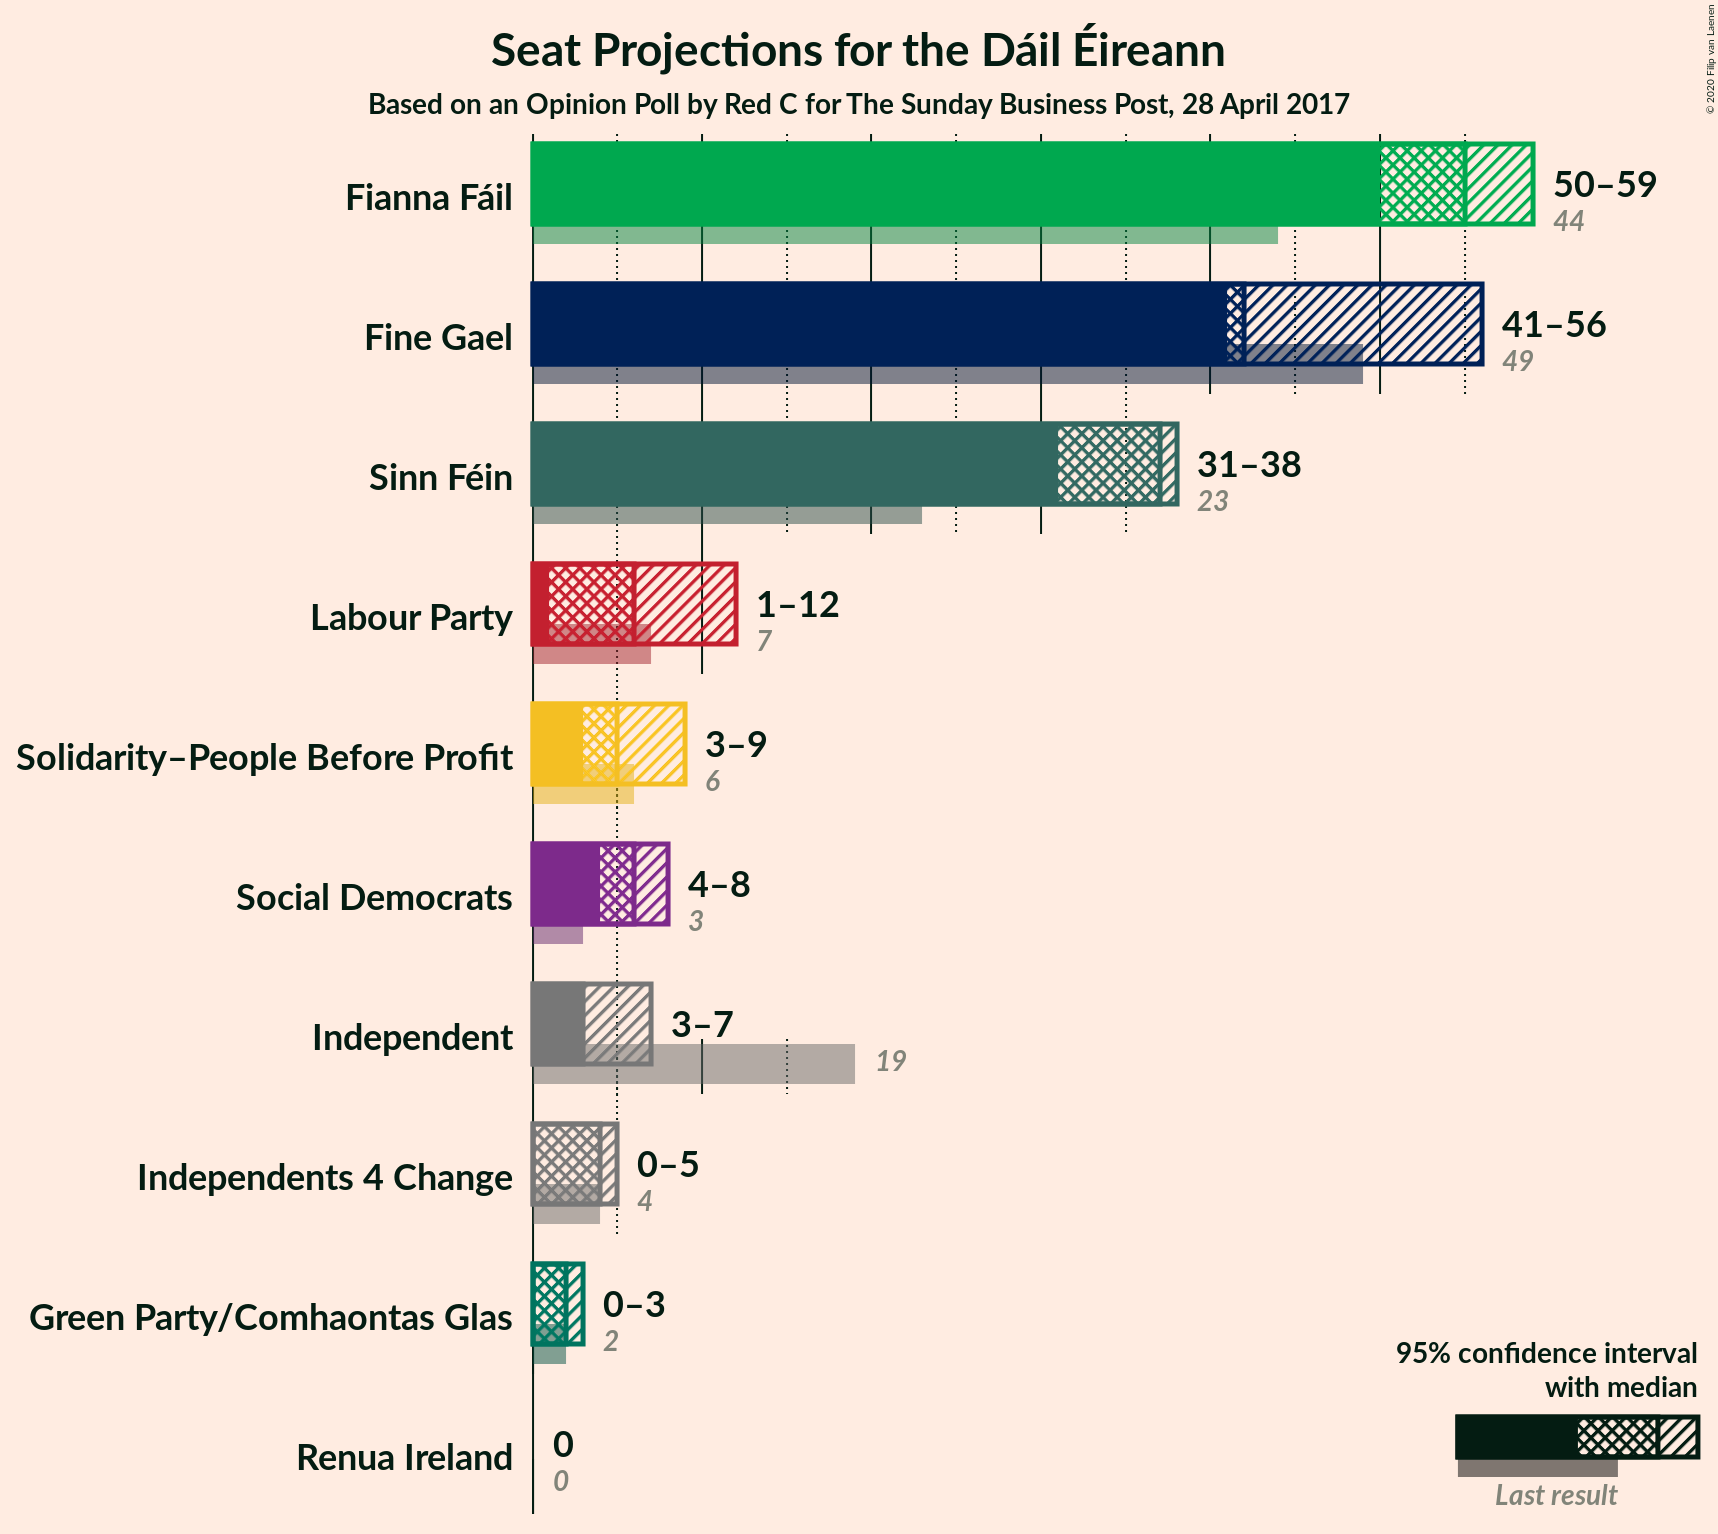 Seat Projections for the Dáil Éireann
Based on an Opinion Poll by Red C for The Sunday Business Post, 28 April 2017
© 2020 Filip van Laenen
Fianna Fáil
50–59
44
Fine Gael
41–56
49
Sinn Féin
31–38
23
Labour Party
1–12
7
Solidarity–People Before Profit
3–9
6
Social Democrats
4–8
3
Independent
3–7
19
Independents 4 Change
0–5
4
Green Party/Comhaontas Glas
0–3
2
Renua Ireland
0
0
95% confidence interval
with median
Last result